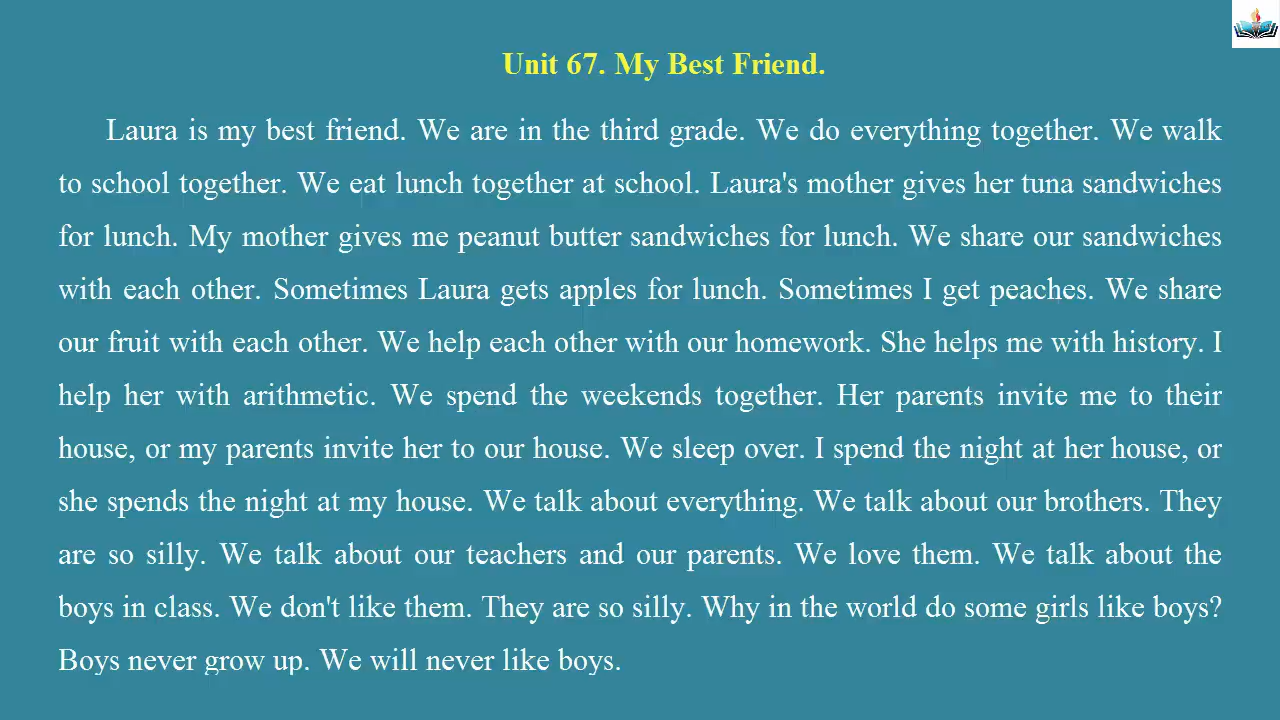 Unit 67. My Best Friend.
Laura is my best friend. We are in the third grade. We do everything together. We walk
to school together. We eat lunch together at school. Laura's mother gives her tuna sandwiches
for lunch. My mother gives me peanut butter sandwiches for lunch. We share our sandwiches
with each other. Sometimes Laura gets apples for lunch. Sometimes I get peaches. We share
our fruit with each other. We help each other with our homework. She helps me with history. I
help her with arithmetic. We spend the weekends together. Her parents invite me to their
house, or my parents invite her to our house. We sleep over. I spend the night at her house, or
she spends the night at my house. We talk about everything. We talk about our brothers. They
are so silly. We talk about our teachers and our parents. We love them. We talk about the
boys in class. We don't like them. They are so silly. Why in the world do some girls like boys?
Boys never grow up. We will never like boys.